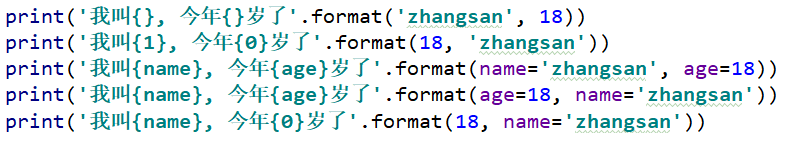 print('我叫{}, 今年{}岁了'.format('zhangsan', 18))
print('我叫{1}, 今年{0}岁了'.format(18, 'zhangsan'))
print('我叫{name}, 今年{age}岁了'.format(name='zhangsan', age=18))
print('我叫{name}, 今年{age}岁了'.format(age=18, name='zhangsan'))
print('我叫{name}, 今年{0}岁了'.format(18, name='zhangsan'))